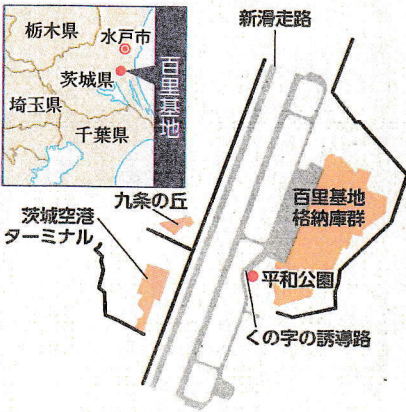 栃木県
水戸市
茨城県
百里基地
埼玉県
千葉県
新滑走路
九条の丘
茨城空港
ターミナル
百里基地
格納庫群
平和公園
くの字の誘導路